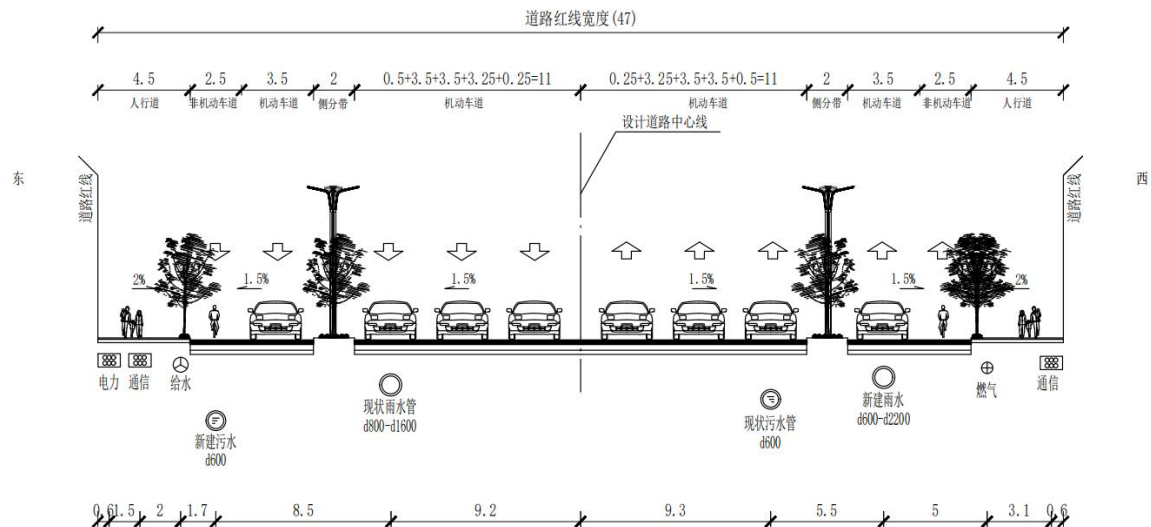 道路红线宽度(47)
4.5 2.5 3.5 2 0.5+3.5+3.5+3.25+0.25=11 0.25+3.25+3.5+3.5+0.5=11 2 3.5 2.5 4.5
人行道 非机动车道 机动车道 侧分带 机动车道 机动车道 侧分带 机动车道 非机动车道 人行道
设计道路中心线
东 西
道路红线 道路红线
2% 1.5% 1.5% 1.5% 1.5% 2%
电力 通信 给水 燃气 通信
现状雨水管
d800-d1600
新建雨水
d600-d2200
现状污水管
d600
新建污水
d600
0.6 1.5 2 1.7 8.5 9.2 9.3 5.5 5 3.1 0.6